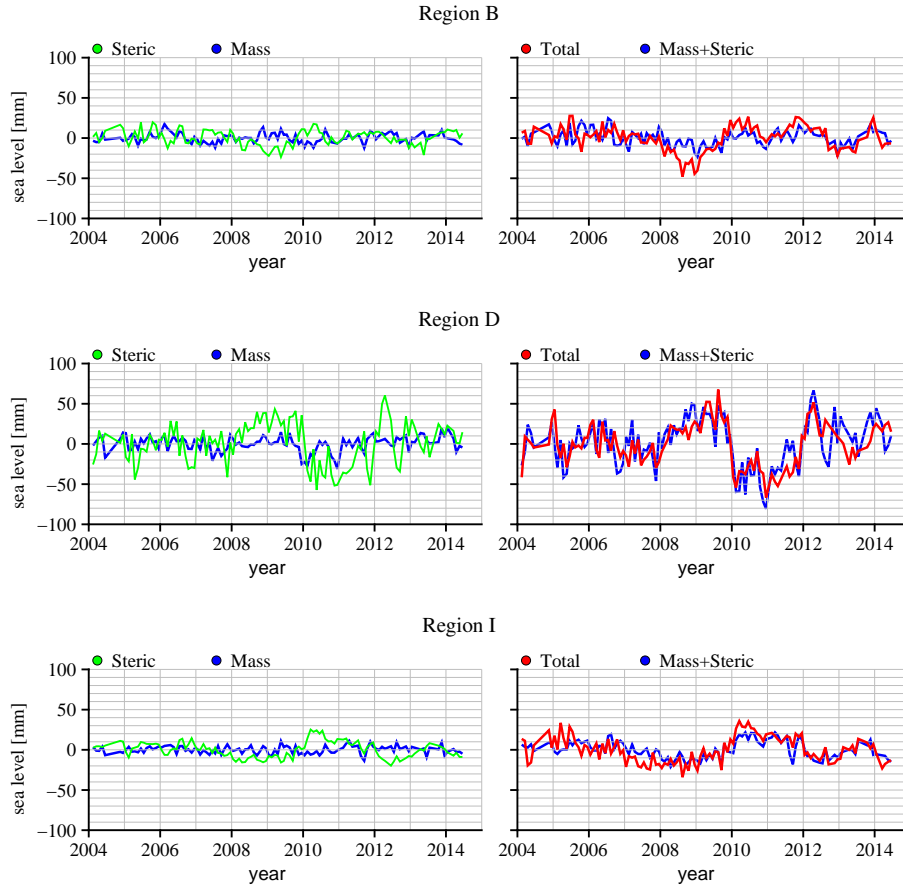 Region B
Steric Mass Total Mass+Steric
sea level [mm]
100
50
0
−50
−100
2004 2006 2008 2010 2012 2014 2004 2006 2008 2010 2012 2014
year year
Region D
Steric Mass Total Mass+Steric
sea level [mm]
100
50
0
−50
−100
2004 2006 2008 2010 2012 2014 2004 2006 2008 2010 2012 2014
year year
Region I
Steric Mass Total Mass+Steric
sea level [mm]
100
50
0
−50
−100
2004 2006 2008 2010 2012 2014 2004 2006 2008 2010 2012 2014
year year